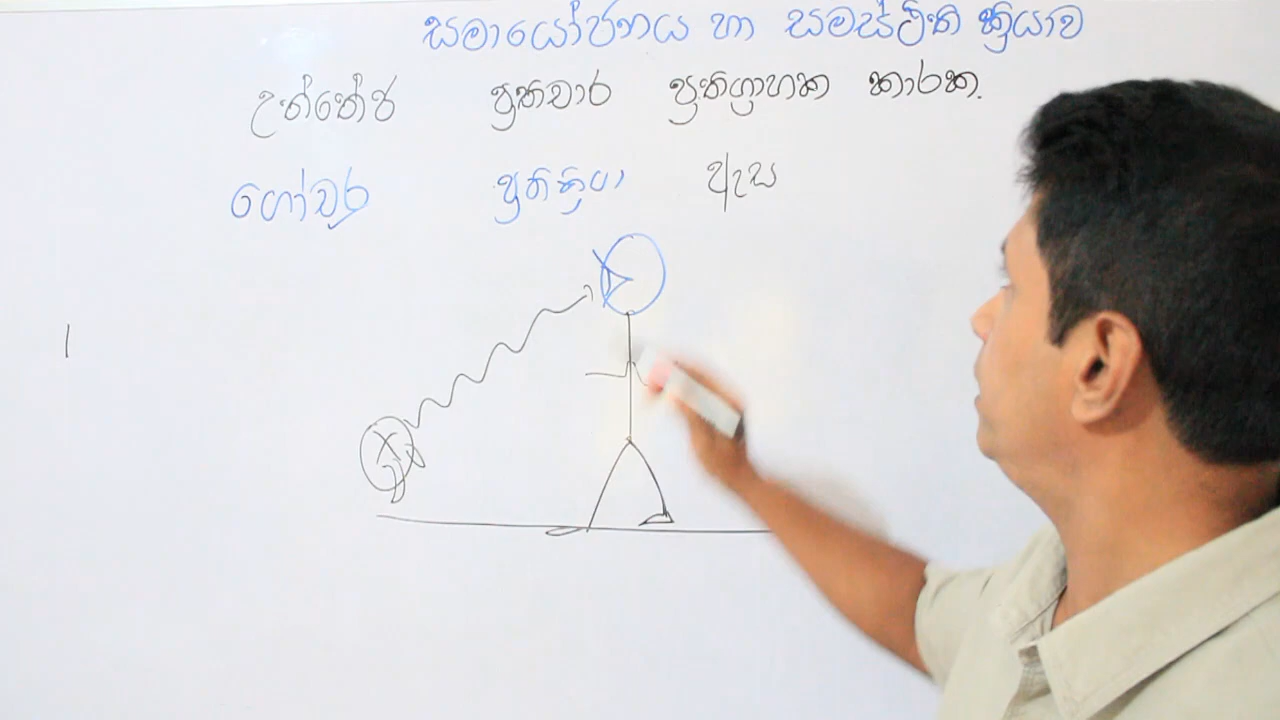 සමායෝජනය හා සමස්ථිති ක්‍රියාව
උත්තේජ ප්‍රතිචාර ප්‍රතිග්‍රාහක කාරක.
ගෝචර ප්‍රතික්‍රියා ඇස